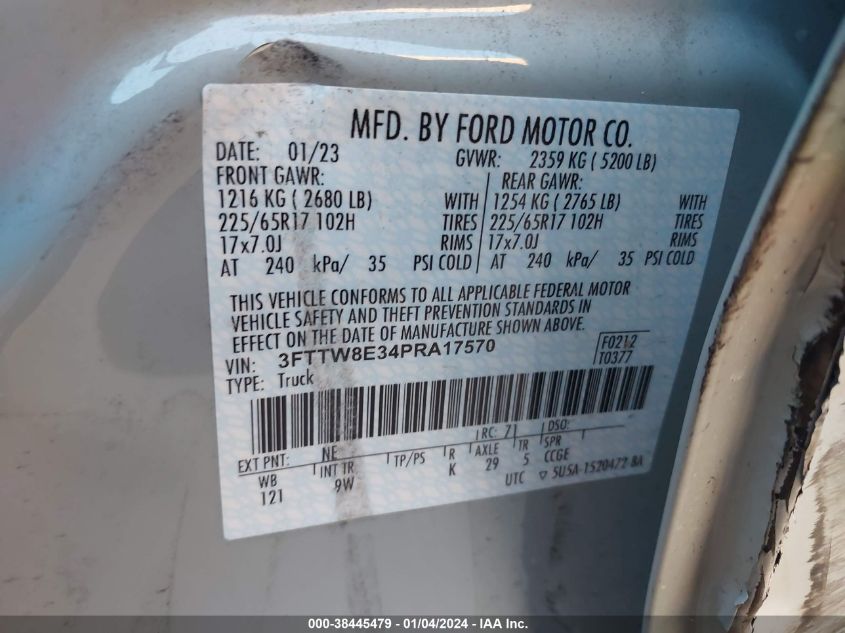 MFD. BY FORD MOTOR CO.
DATE: 01/23 GVWR: 2359 KG ( 5200 LB)
FRONT GAWR: REAR GAWR:
1216 KG ( 2680 LB) WITH 1254 KG ( 2765 LB) WITH
225/65R17 102H TIRES 225/65R17 102H TIRES
17x7.0J RIMS 17x7.0J RIMS
AT 240 kPa/ 35 PSI COLD AT 240 kPa/ 35 PSI COLD
THIS VEHICLE CONFORMS TO ALL APPLICABLE FEDERAL MOTOR
VEHICLE SAFETY AND THEFT PREVENTION STANDARDS IN
EFFECT ON THE DATE OF MANUFACTURE SHOWN ABOVE.
VIN: 3FTTW8E34PRA17570 F0212
TYPE: Truck T0377
EXT PNT: NE RC: 71 DSO:
WB INT TR TP/PS R AXLE TR SPR
121 9W K 29 5 CCGE
UTC ▽ 5U5A-1520472-BA
000-38445479 - 01/04/2024 - IAA Inc.